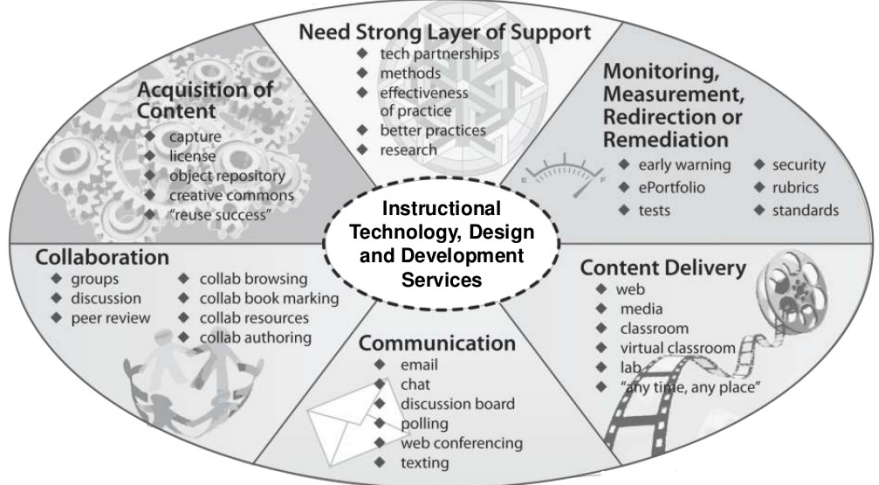 Need Strong Layer of Support
◆ tech partnerships
◆ methods
◆ effectiveness
of practice
◆ better practices
◆ research
Monitoring,
Measurement,
Redirection or
Remediation
◆ early warning
◆ ePortfolio
◆ tests
◆ security
◆ rubrics
◆ standards
Content Delivery
◆ web
◆ media
◆ classroom
◆ virtual classroom
◆ lab
◆ “any time, any place”
Communication
◆ email
◆ chat
◆ discussion board
◆ polling
◆ web conferencing
◆ texting
Collaboration
◆ groups
◆ discussion
◆ peer review
◆ collab browsing
◆ collab book marking
◆ collab resources
◆ collab authoring
Acquisition of
Content
◆ capture
◆ license
◆ object repository
◆ creative commons
◆ “reuse success”
Instructional
Technology, Design
and Development
Services